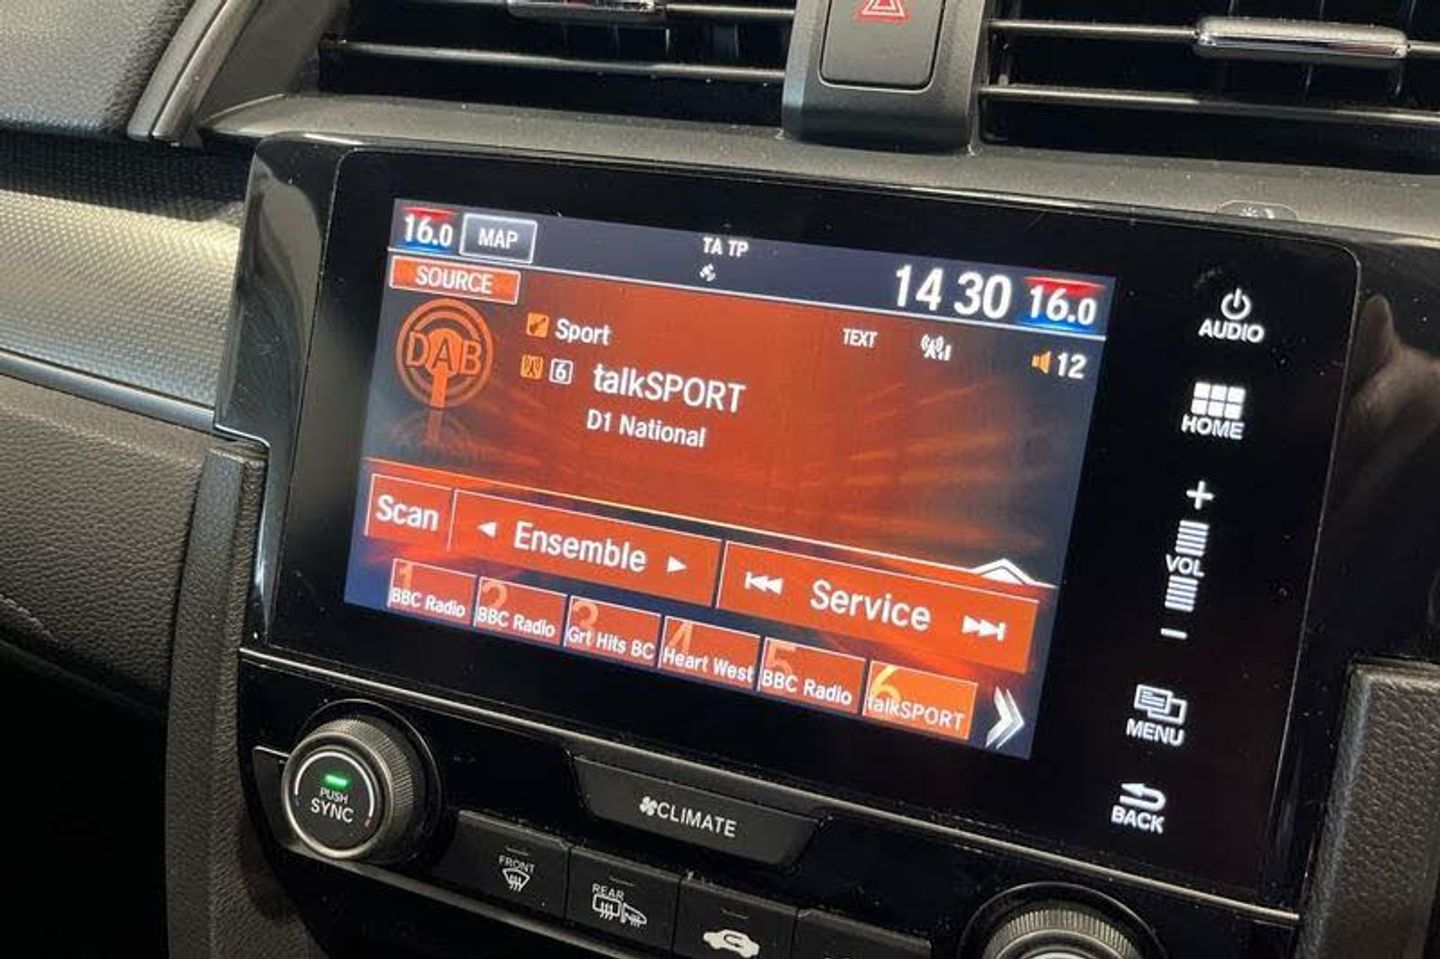 16.0 MAP TA TP 14 30 16.0
SOURCE
DAB
Sport TEXT 12
6 talkSPORT
D1 National
Scan Ensemble Service
1 2 3 4 5 6
BBC Radio BBC Radio Grt Hits BC Heart West BBC Radio talkSPORT
AUDIO
HOME
+
VOL
-
MENU
BACK
PUSH
SYNC
CLIMATE
FRONT
REAR